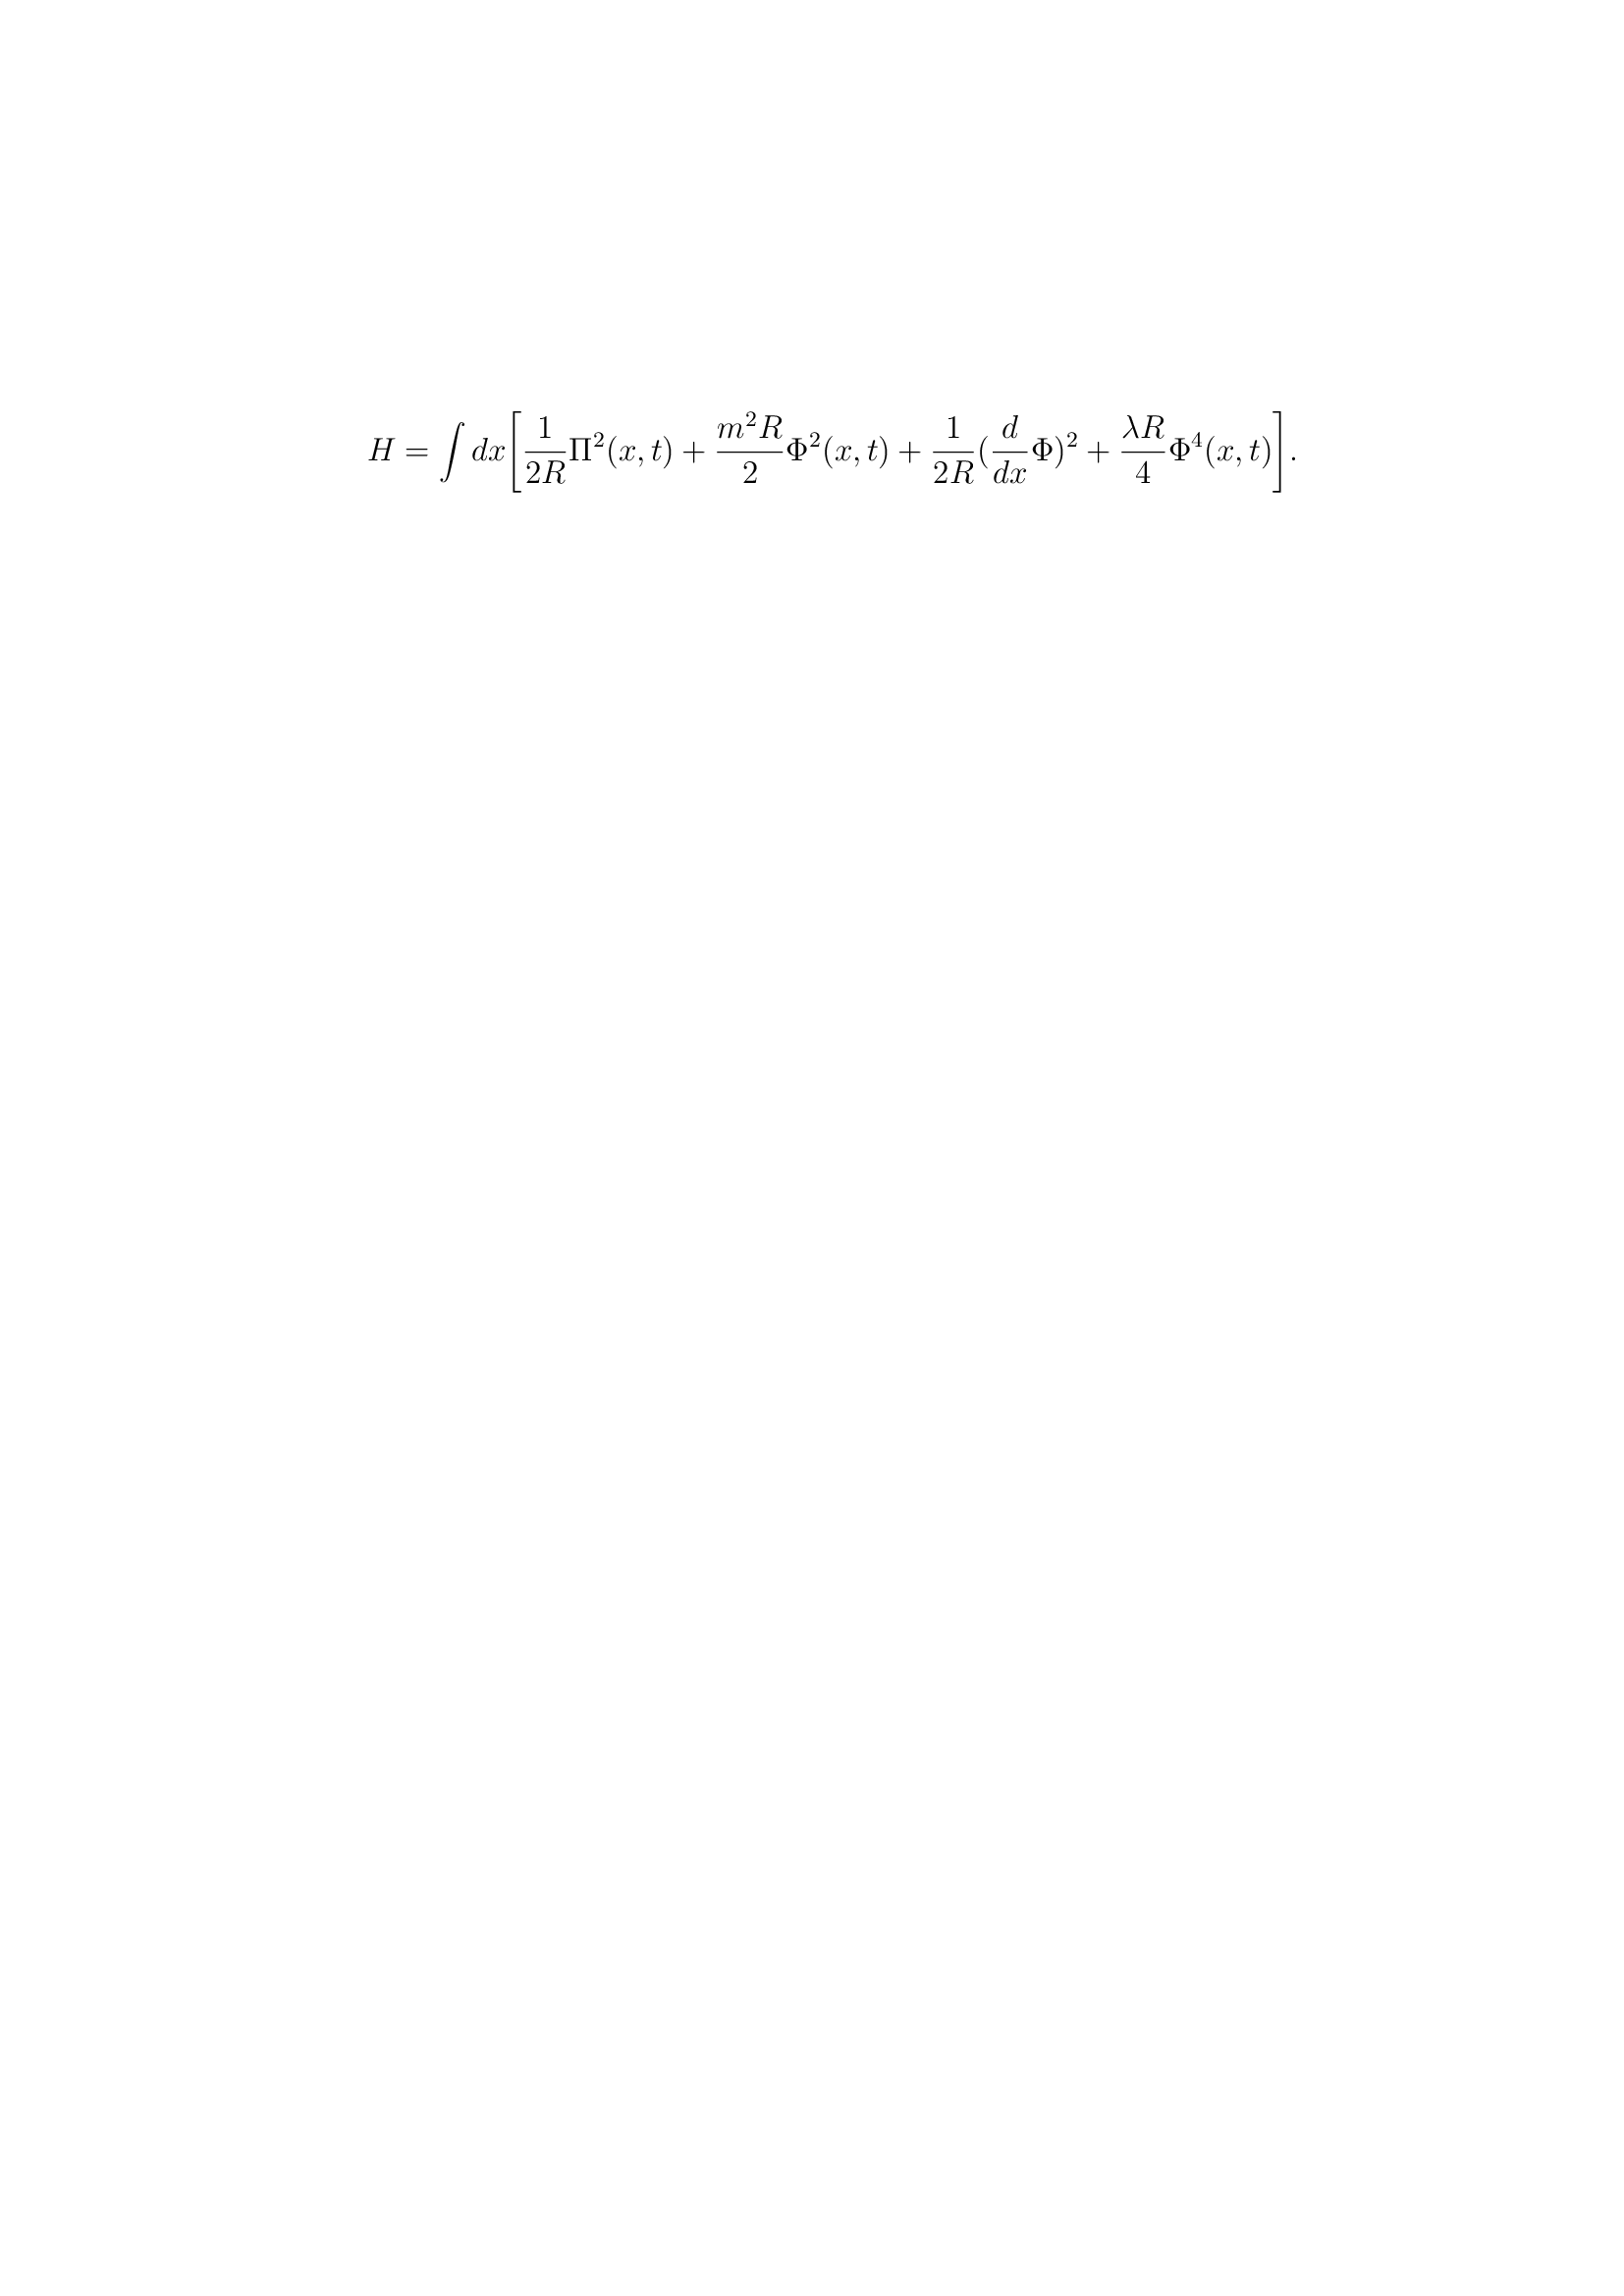 $H = \int dx \left[ \frac{1}{2R} \Pi^2(x,t) + \frac{m^2 R}{2} \Phi^2(x,t) + \frac{1}{2R} (\frac{d}{dx} \Phi)^2 + \frac{\lambda R}{4} \Phi^4(x,t) \right].$